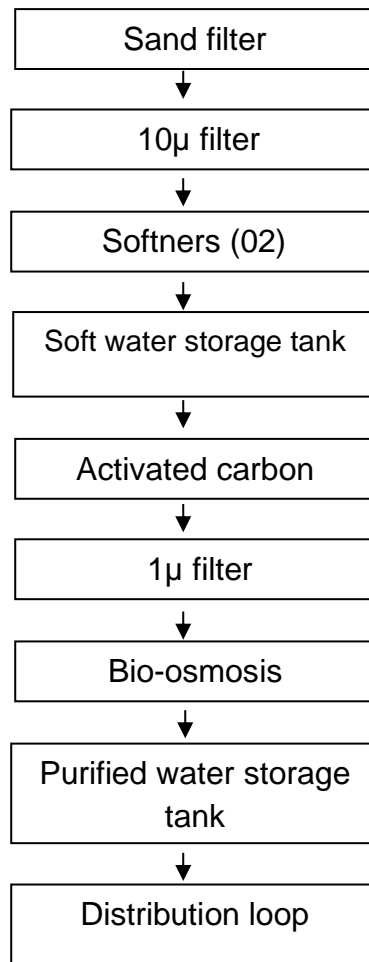 Sand filter
10µ filter
Softners (02)
Soft water storage tank
Activated carbon
1µ filter
Bio-osmosis
Purified water storage
tank
Distribution loop